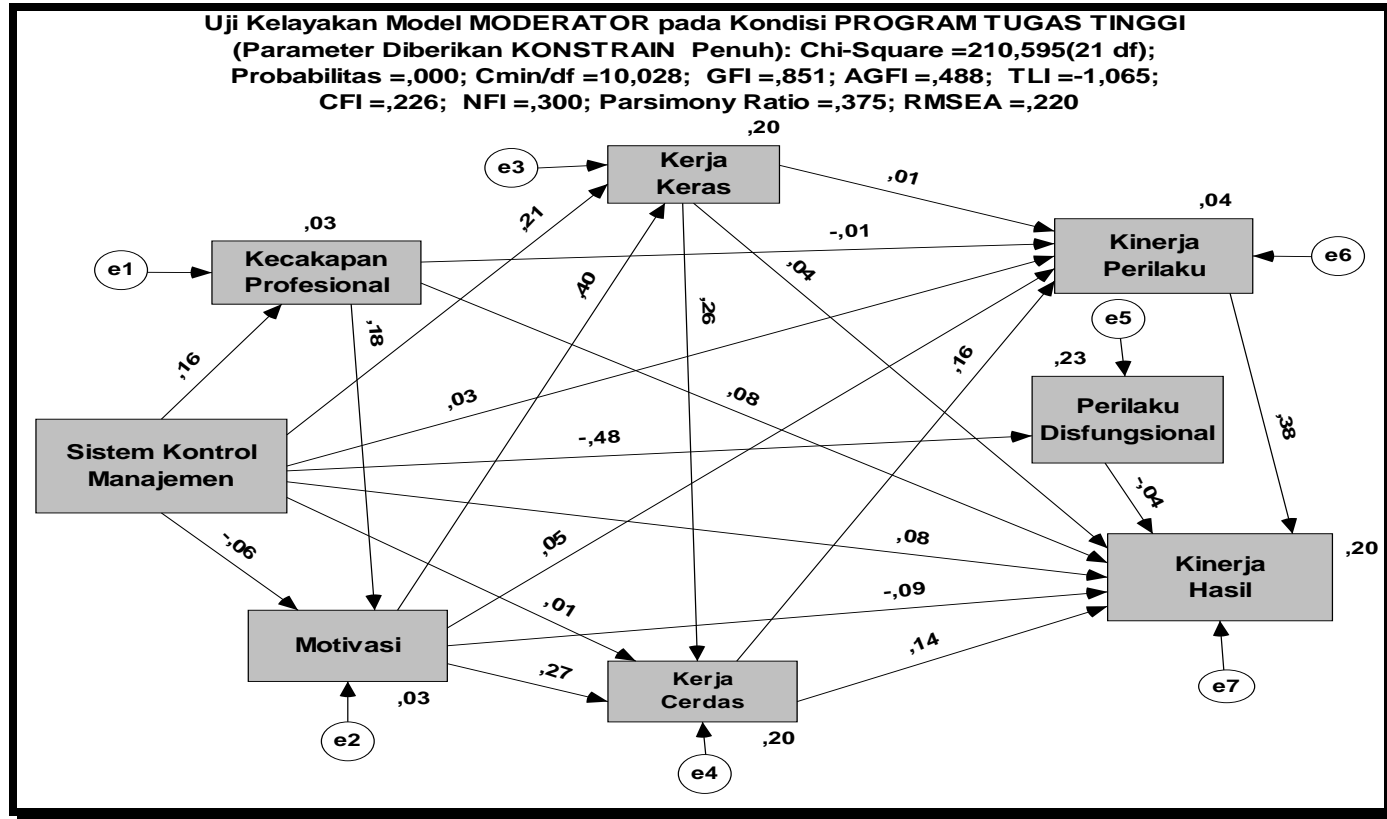 Uji Kelayakan Model MODERATOR pada Kondisi PROGRAM TUGAS TINGGI
(Parameter Diberikan KONSTRAIN Penuh): Chi-Square =210,595(21 df);
Probabilitas =,000; Cmin/df =10,028; GFI =,851; AGFI =,488; TLI =-1,065;
CFI =,226; NFI =,300; Parsimony Ratio =,375; RMSEA =,220
,20
e3
Kerja
Keras
,01
,04
,21
,03
-,01
Kinerja
Perilaku
e6
e1
Kecakapan
Profesional
,40
,04
,26
e5
,18
,16
,16
,23
,03
,08
Perilaku
Disfungsional
,38
Sistem Kontrol
Manajemen
-,48
-,04
-,06
,05
,08
Kinerja
Hasil
,20
,01
-,09
Motivasi
,27
,14
Kerja
Cerdas
e7
,03
,20
e2
e4